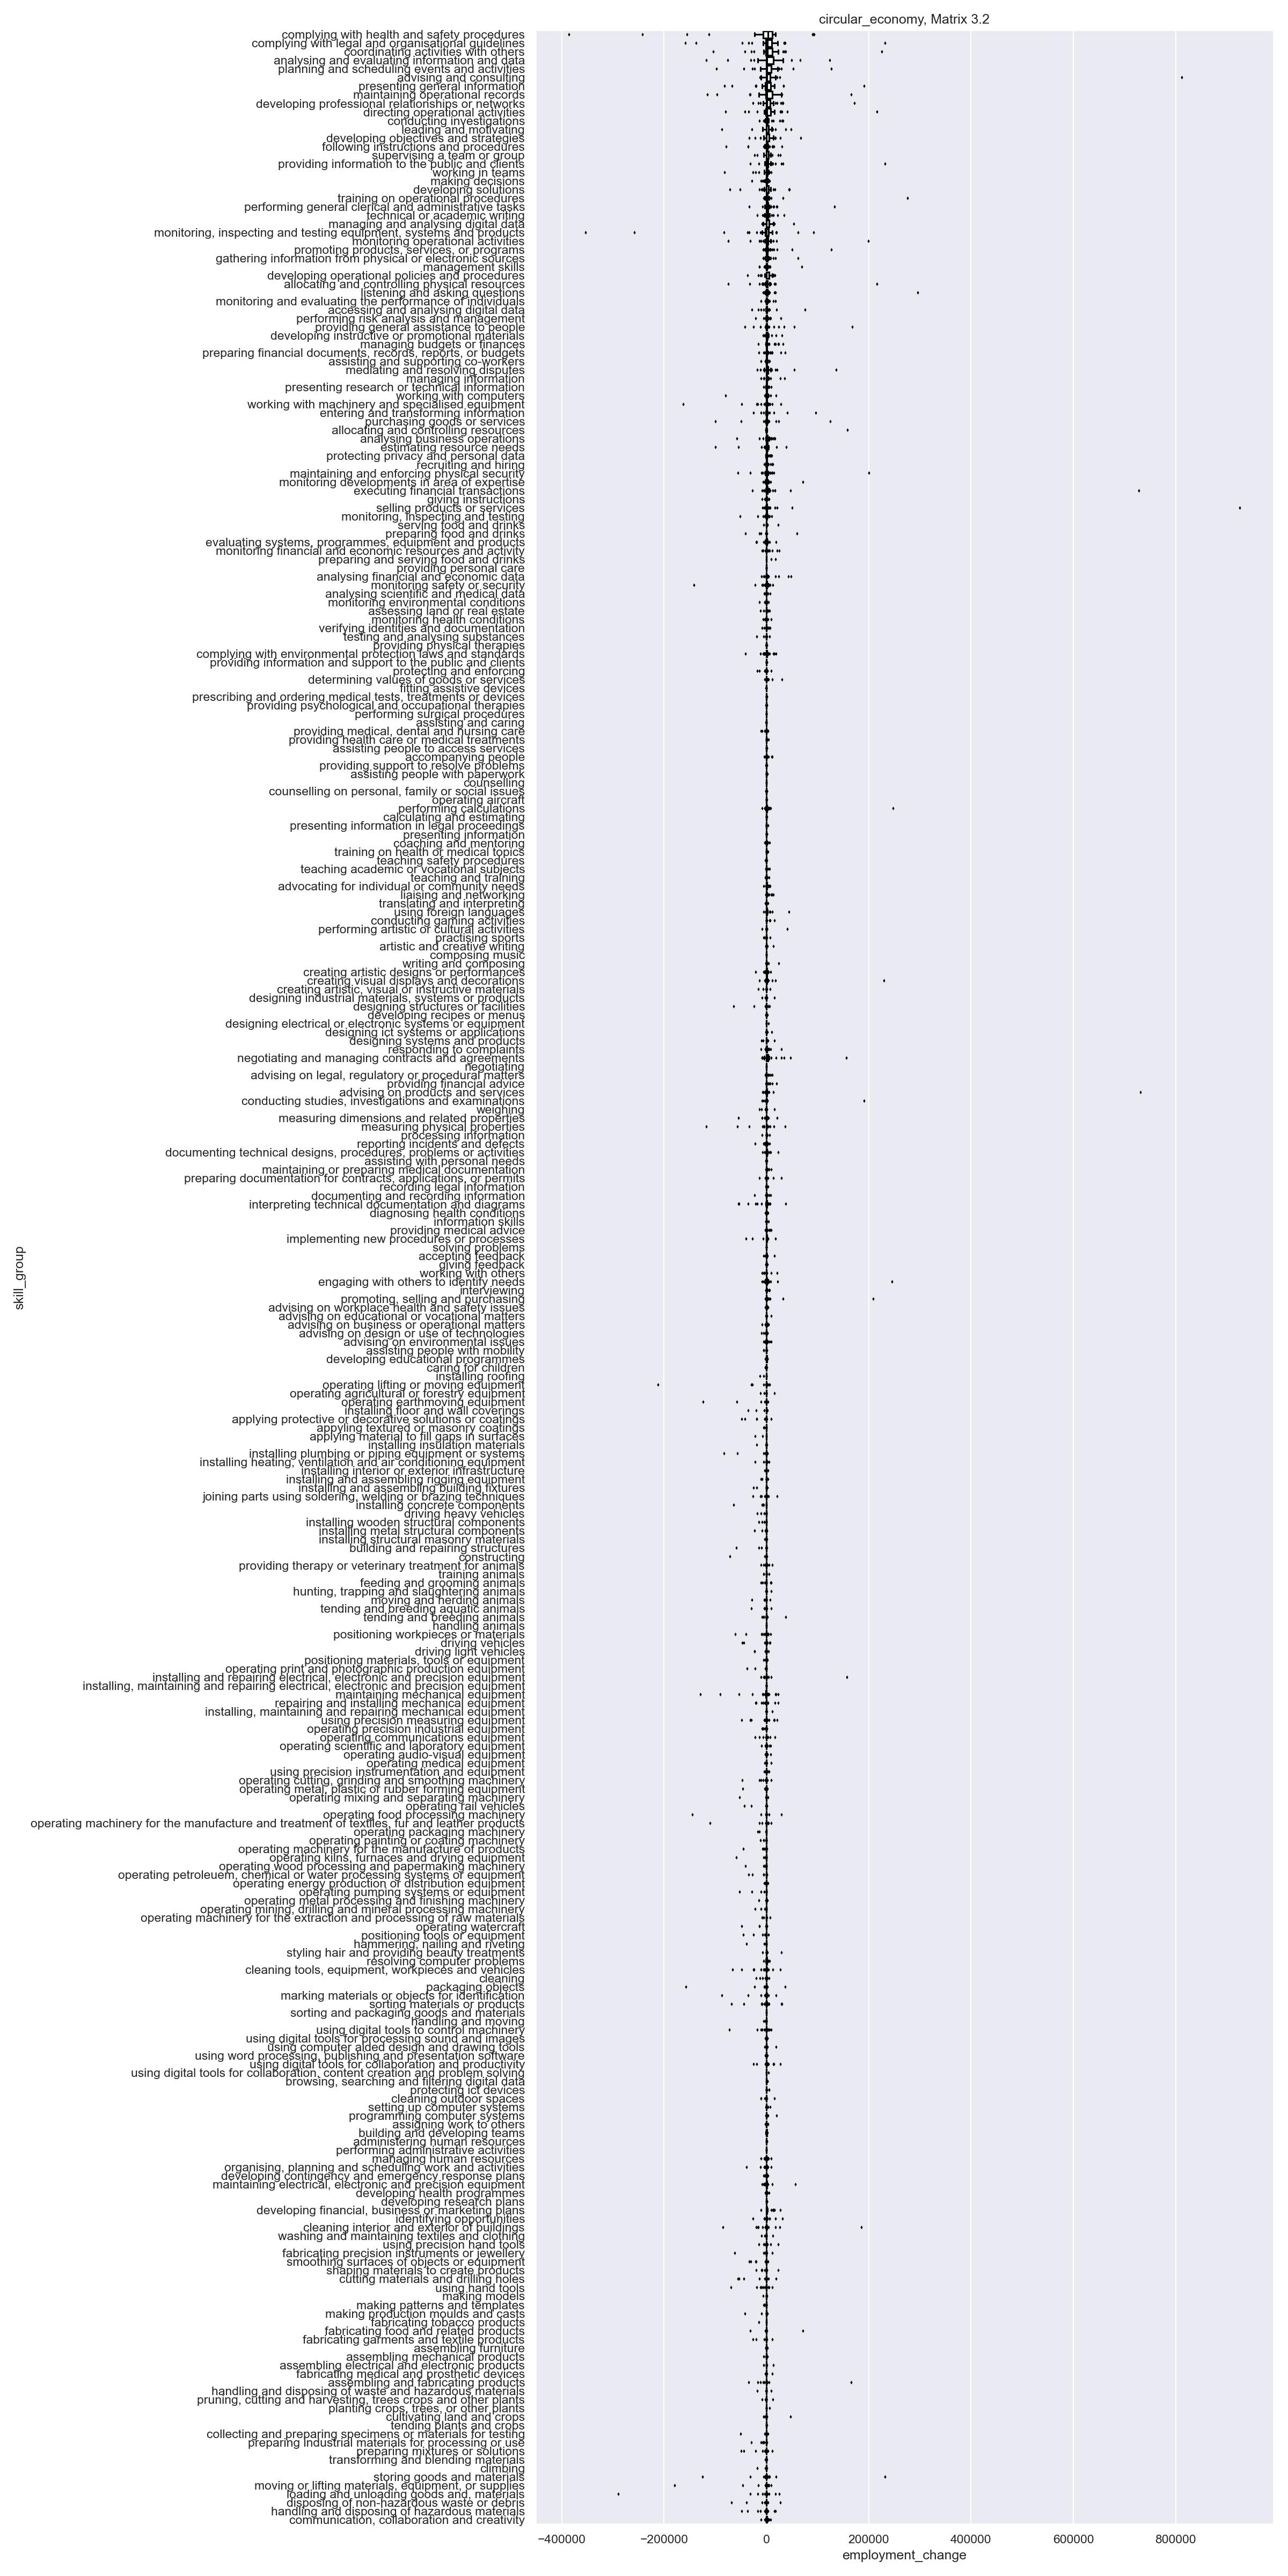 circular_economy, Matrix 3.2
complying with health and safety procedures
complying with legal and organisational guidelines
coordinating activities with others
analysing and evaluating information and data
planning and scheduling events and activities
advising and consulting
presenting general information
maintaining operational records
developing professional relationships or networks
directing operational activities
conducting investigations
leading and motivating
developing objectives and strategies
following instructions and procedures
supervising a team or group
providing information to the public and clients
working in teams
making decisions
developing solutions
training on operational procedures
performing general clerical and administrative tasks
technical or academic writing
managing and analysing digital data
monitoring, inspecting and testing equipment, systems and products
monitoring operational activities
promoting products, services, or programs
gathering information from physical or electronic sources
management skills
developing operational policies and procedures
allocating and controlling physical resources
listening and asking questions
monitoring and evaluating the performance of individuals
accessing and analysing digital data
performing risk analysis and management
providing general assistance to people
developing instructive or promotional materials
managing budgets or finances
preparing financial documents, records, reports, or budgets
assisting and supporting co-workers
mediating and resolving disputes
managing information
presenting research or technical information
working with computers
working with machinery and specialised equipment
entering and transforming information
purchasing goods or services
allocating and controlling resources
analysing business operations
estimating resource needs
protecting privacy and personal data
recruiting and hiring
maintaining and enforcing physical security
monitoring developments in area of expertise
executing financial transactions
giving instructions
selling products or services
monitoring, inspecting and testing
serving food and drinks
preparing food and drinks
evaluating systems, programmes, equipment and products
monitoring financial and economic resources and activity
preparing and serving food and drinks
providing personal care
analysing financial and economic data
monitoring safety or security
analysing scientific and medical data
monitoring environmental conditions
assessing land or real estate
monitoring health conditions
verifying identities and documentation
testing and analysing substances
providing physical therapies
complying with environmental protection laws and standards
providing information and support to the public and clients
protecting and enforcing
determining values of goods or services
fitting assistive devices
prescribing and ordering medical tests, treatments or devices
providing psychological and occupational therapies
performing surgical procedures
assisting and caring
providing medical, dental and nursing care
providing health care or medical treatments
assisting people to access services
accompanying people
providing support to resolve problems
assisting people with paperwork
counselling
counselling on personal, family or social issues
operating aircraft
performing calculations
calculating and estimating
presenting information in legal proceedings
presenting information
coaching and mentoring
training on health or medical topics
teaching safety procedures
teaching academic or vocational subjects
teaching and training
advocating for individual or community needs
liaising and networking
translating and interpreting
using foreign languages
conducting gaming activities
performing artistic or cultural activities
practising sports
artistic and creative writing
composing music
writing and composing
creating artistic designs or performances
creating visual displays and decorations
creating artistic, visual or instructive materials
designing industrial materials, systems or products
designing structures or facilities
developing recipes or menus
designing electrical or electronic systems or equipment
designing ict systems or applications
designing systems and products
responding to complaints
negotiating and managing contracts and agreements
negotiating
advising on legal, regulatory or procedural matters
providing financial advice
advising on products and services
conducting studies, investigations and examinations
weighing
measuring dimensions and related properties
measuring physical properties
processing information
reporting incidents and defects
documenting technical designs, procedures, problems or activities
assisting with personal needs
maintaining or preparing medical documentation
preparing documentation for contracts, applications, or permits
recording legal information
documenting and recording information
interpreting technical documentation and diagrams
diagnosing health conditions
information skills
providing medical advice
implementing new procedures or processes
solving problems
accepting feedback
giving feedback
working with others
engaging with others to identify needs
interviewing
promoting, selling and purchasing
advising on workplace health and safety issues
advising on educational or vocational matters
advising on business or operational matters
advising on design or use of technologies
advising on environmental issues
assisting people with mobility
developing educational programmes
caring for children
installing roofing
operating lifting or moving equipment
operating agricultural or forestry equipment
operating earthmoving equipment
installing floor and wall coverings
applying protective or decorative solutions or coatings
appyling textured or masonry coatings
applying material to fill gaps in surfaces
installing insulation materials
installing plumbing or piping equipment or systems
installing heating, ventilation and air conditioning equipment
installing interior or exterior infrastructure
installing and assembling rigging equipment
installing and assembling building fixtures
joining parts using soldering, welding or brazing techniques
installing concrete components
driving heavy vehicles
installing wooden structural components
installing metal structural components
installing structural masonry materials
building and repairing structures
constructing
providing therapy or veterinary treatment for animals
training animals
feeding and grooming animals
hunting, trapping and slaughtering animals
moving and herding animals
tending and breeding aquatic animals
tending and breeding animals
handling animals
positioning workpieces or materials
driving vehicles
driving light vehicles
positioning materials, tools or equipment
operating print and photographic production equipment
installing and repairing electrical, electronic and precision equipment
installing, maintaining and repairing electrical, electronic and precision equipment
maintaining mechanical equipment
repairing and installing mechanical equipment
installing, maintaining and repairing mechanical equipment
using precision measuring equipment
operating precision industrial equipment
operating communications equipment
operating scientific and laboratory equipment
operating audio-visual equipment
operating medical equipment
using precision instrumentation and equipment
operating cutting, grinding and smoothing machinery
operating metal, plastic or rubber forming equipment
operating mixing and separating machinery
operating rail vehicles
operating food processing machinery
operating machinery for the manufacture and treatment of textiles, fur and leather products
operating packaging machinery
operating painting or coating machinery
operating machinery for the manufacture of products
operating kilns, furnaces and drying equipment
operating wood processing and papermaking machinery
operating petroleuem, chemical or water processing systems or equipment
operating energy production or distribution equipment
operating pumping systems or equipment
operating metal processing and finishing machinery
operating mining, drilling and mineral processing machinery
operating machinery for the extraction and processing of raw materials
operating watercraft
positioning tools or equipment
hammering, nailing and riveting
styling hair and providing beauty treatments
resolving computer problems
cleaning tools, equipment, workpieces and vehicles
cleaning
packaging objects
marking materials or objects for identification
sorting materials or products
sorting and packaging goods and materials
handling and moving
using digital tools to control machinery
using digital tools for processing sound and images
using computer aided design and drawing tools
using word processing, publishing and presentation software
using digital tools for collaboration and productivity
using digital tools for collaboration, content creation and problem solving
browsing, searching and filtering digital data
protecting ict devices
cleaning outdoor spaces
setting up computer systems
programming computer systems
assigning work to others
building and developing teams
administering human resources
performing administrative activities
managing human resources
organising, planning and scheduling work and activities
developing contingency and emergency response plans
maintaining electrical, electronic and precision equipment
developing health programmes
developing research plans
developing financial, business or marketing plans
identifying opportunities
cleaning interior and exterior of buildings
washing and maintaining textiles and clothing
using precision hand tools
fabricating precision instruments or jewellery
smoothing surfaces of objects or equipment
shaping materials to create products
cutting materials and drilling holes
using hand tools
making models
making patterns and templates
making production moulds and casts
fabricating tobacco products
fabricating food and related products
fabricating garments and textile products
assembling furniture
assembling mechanical products
assembling electrical and electronic products
fabricating medical and prosthetic devices
assembling and fabricating products
handling and disposing of waste and hazardous materials
pruning, cutting and harvesting, trees crops and other plants
planting crops, trees, or other plants
cultivating land and crops
tending plants and crops
collecting and preparing specimens or materials for testing
preparing industrial materials for processing or use
preparing mixtures or solutions
transforming and blending materials
climbing
storing goods and materials
moving or lifting materials, equipment, or supplies
loading and unloading goods and, materials
disposing of non-hazardous waste or debris
handling and disposing of hazardous materials
communication, collaboration and creativity
skill_group
−400000 −200000 0 200000 400000 600000 800000
employment_change